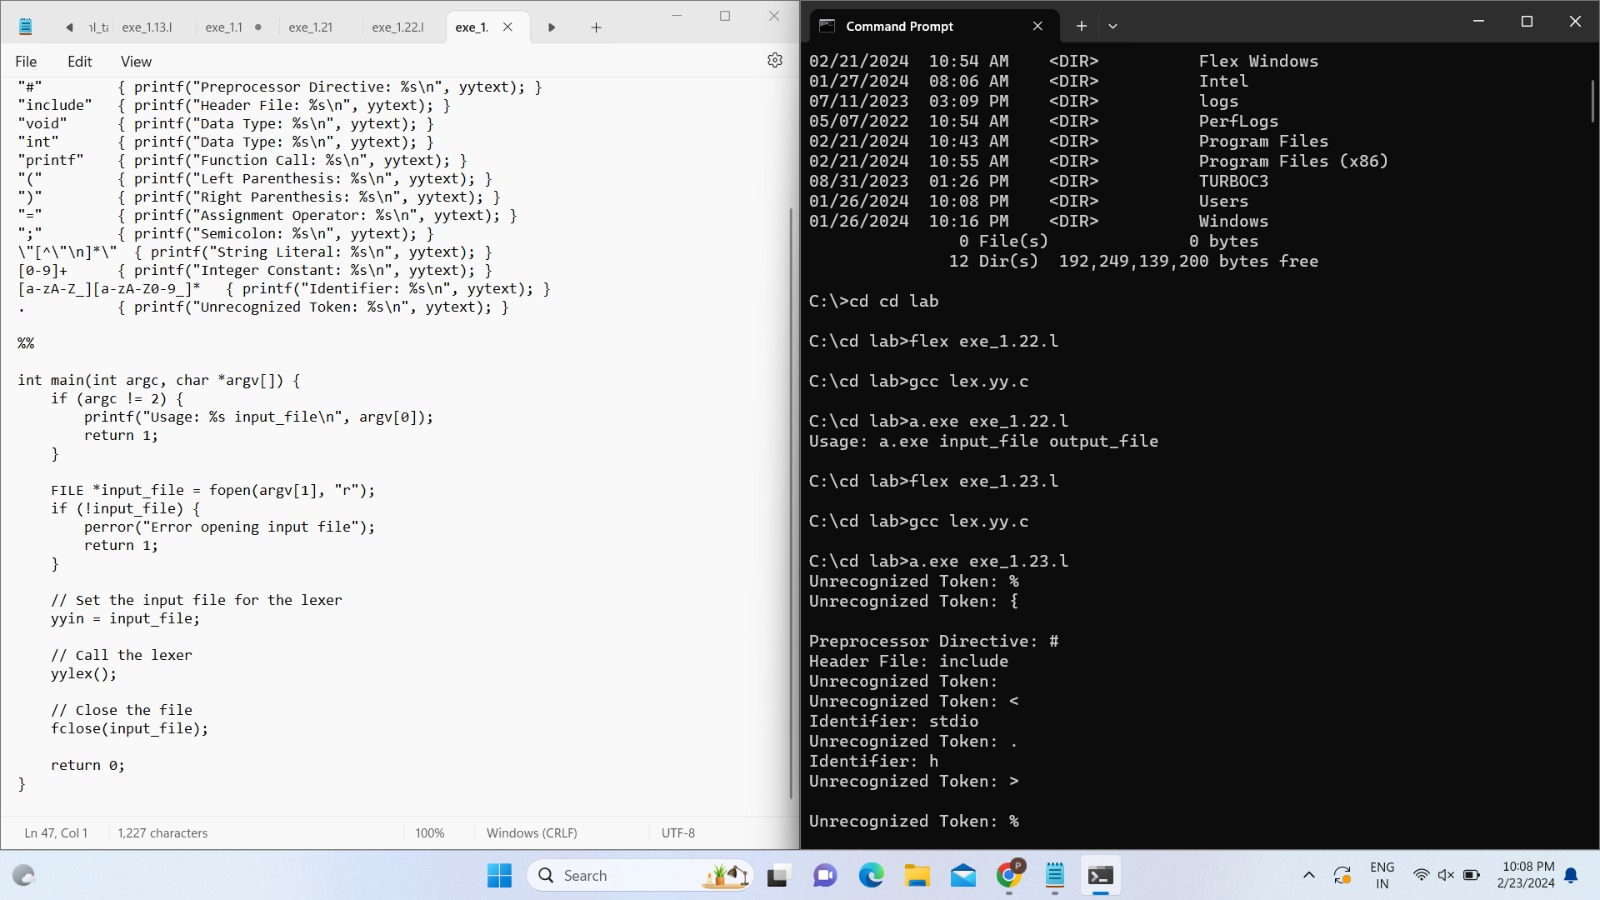 ıl_tɛ exe_1.13.l exe_1.1 exe_1.21 exe_1.22.l exe_1.
File Edit View
"#" { printf("Preprocessor Directive: %s\n", yytext); }
"include" { printf("Header File: %s\n", yytext); }
"void" { printf("Data Type: %s\n", yytext); }
"int" { printf("Data Type: %s\n", yytext); }
"printf" { printf("Function Call: %s\n", yytext); }
"(" { printf("Left Parenthesis: %s\n", yytext); }
")" { printf("Right Parenthesis: %s\n", yytext); }
"=" { printf("Assignment Operator: %s\n", yytext); }
";" { printf("Semicolon: %s\n", yytext); }
\"[^\"\n]*\" { printf("String Literal: %s\n", yytext); }
[0-9]+ { printf("Integer Constant: %s\n", yytext); }
[a-zA-Z_][a-zA-Z0-9_]* { printf("Identifier: %s\n", yytext); }
. { printf("Unrecognized Token: %s\n", yytext); }
%%
int main(int argc, char *argv[]) {
if (argc != 2) {
printf("Usage: %s input_file\n", argv[0]);
return 1;
}
FILE *input_file = fopen(argv[1], "r");
if (!input_file) {
perror("Error opening input file");
return 1;
}
// Set the input file for the lexer
yyin = input_file;
// Call the lexer
yylex();
// Close the file
fclose(input_file);
return 0;
}
Ln 47, Col 1 1,227 characters 100% Windows (CRLF) UTF-8
Command Prompt
02/21/2024 10:54 AM <DIR> Flex Windows
01/27/2024 08:06 AM <DIR> Intel
07/11/2023 03:09 PM <DIR> logs
05/07/2022 10:54 AM <DIR> PerfLogs
02/21/2024 10:43 AM <DIR> Program Files
02/21/2024 10:55 AM <DIR> Program Files (x86)
08/31/2023 01:26 PM <DIR> TURBOC3
01/26/2024 10:08 PM <DIR> Users
01/26/2024 10:16 PM <DIR> Windows
0 File(s) 0 bytes
12 Dir(s) 192,249,139,200 bytes free
C:\>cd cd lab
C:\cd lab>flex exe_1.22.l
C:\cd lab>gcc lex.yy.c
C:\cd lab>a.exe exe_1.22.l
Usage: a.exe input_file output_file
C:\cd lab>flex exe_1.23.l
C:\cd lab>gcc lex.yy.c
C:\cd lab>a.exe exe_1.23.l
Unrecognized Token: %
Unrecognized Token: {
Preprocessor Directive: #
Header File: include
Unrecognized Token:
Unrecognized Token: <
Identifier: stdio
Unrecognized Token: .
Identifier: h
Unrecognized Token: >
Unrecognized Token: %
Search
P
ENG
IN
10:08 PM
2/23/2024